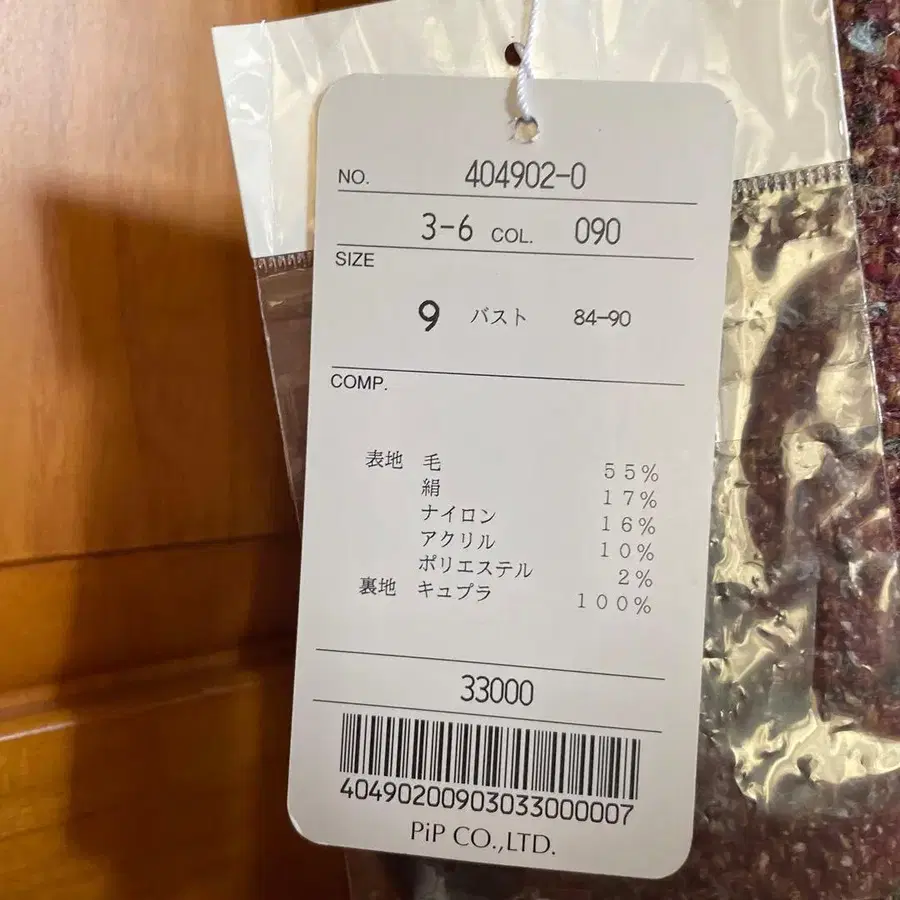 NO. 404902-0
3-6 COL. 090
SIZE
9 バスト 84-90
COMP.
表地 毛 55%
絹 17%
ナイロン 16%
アクリル 10%
ポリエステル 2%
裏地 キュプラ 100%
33000
40490200903033000007
PiP CO.,LTD.